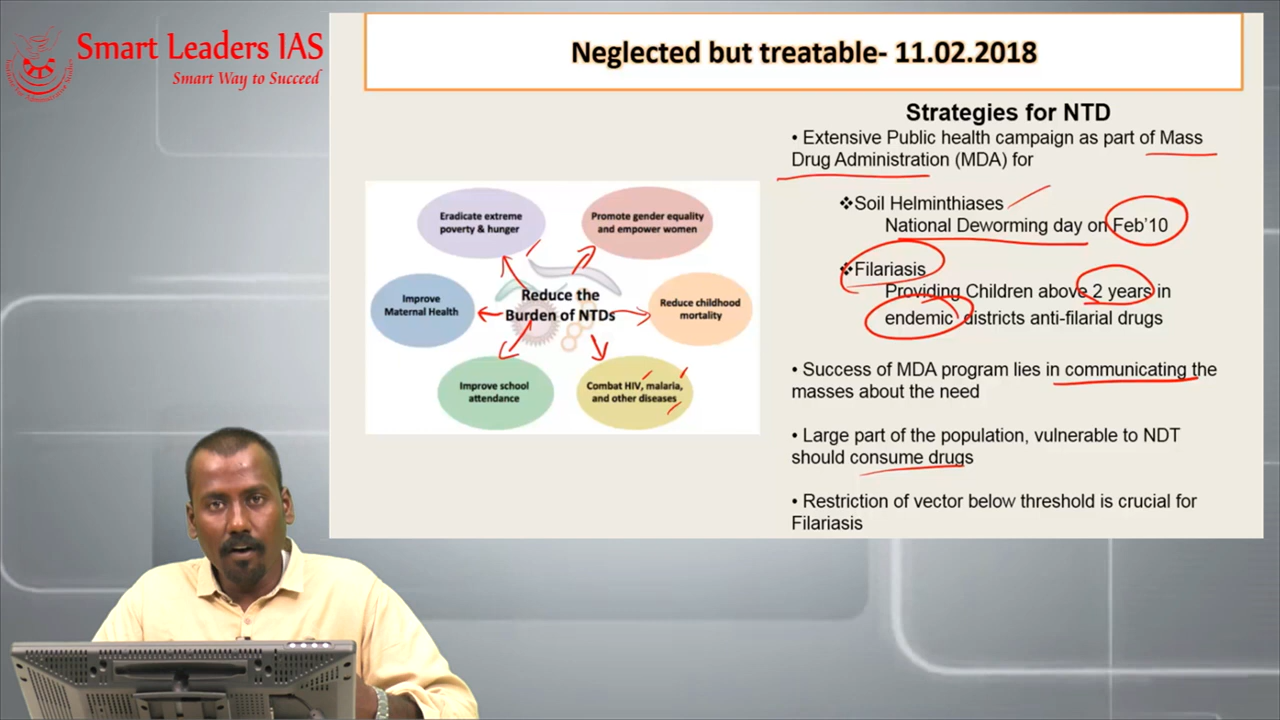 Smart Leaders IAS
Smart Way to Succeed
Neglected but treatable- 11.02.2018
Eradicate extreme
poverty & hunger
Promote gender equality
and empower women
Improve
Maternal Health
Reduce the
Burden of NTDs
Reduce childhood
mortality
Improve school
attendance
Combat HIV, malaria,
and other diseases
Strategies for NTD
• Extensive Public health campaign as part of Mass
Drug Administration (MDA) for
❖Soil Helminthiases
National Deworming day on Feb'10
❖Filariasis
Providing Children above 2 years in
endemic districts anti-filarial drugs
• Success of MDA program lies in communicating the
masses about the need
• Large part of the population, vulnerable to NDT
should consume drugs
• Restriction of vector below threshold is crucial for
Filariasis